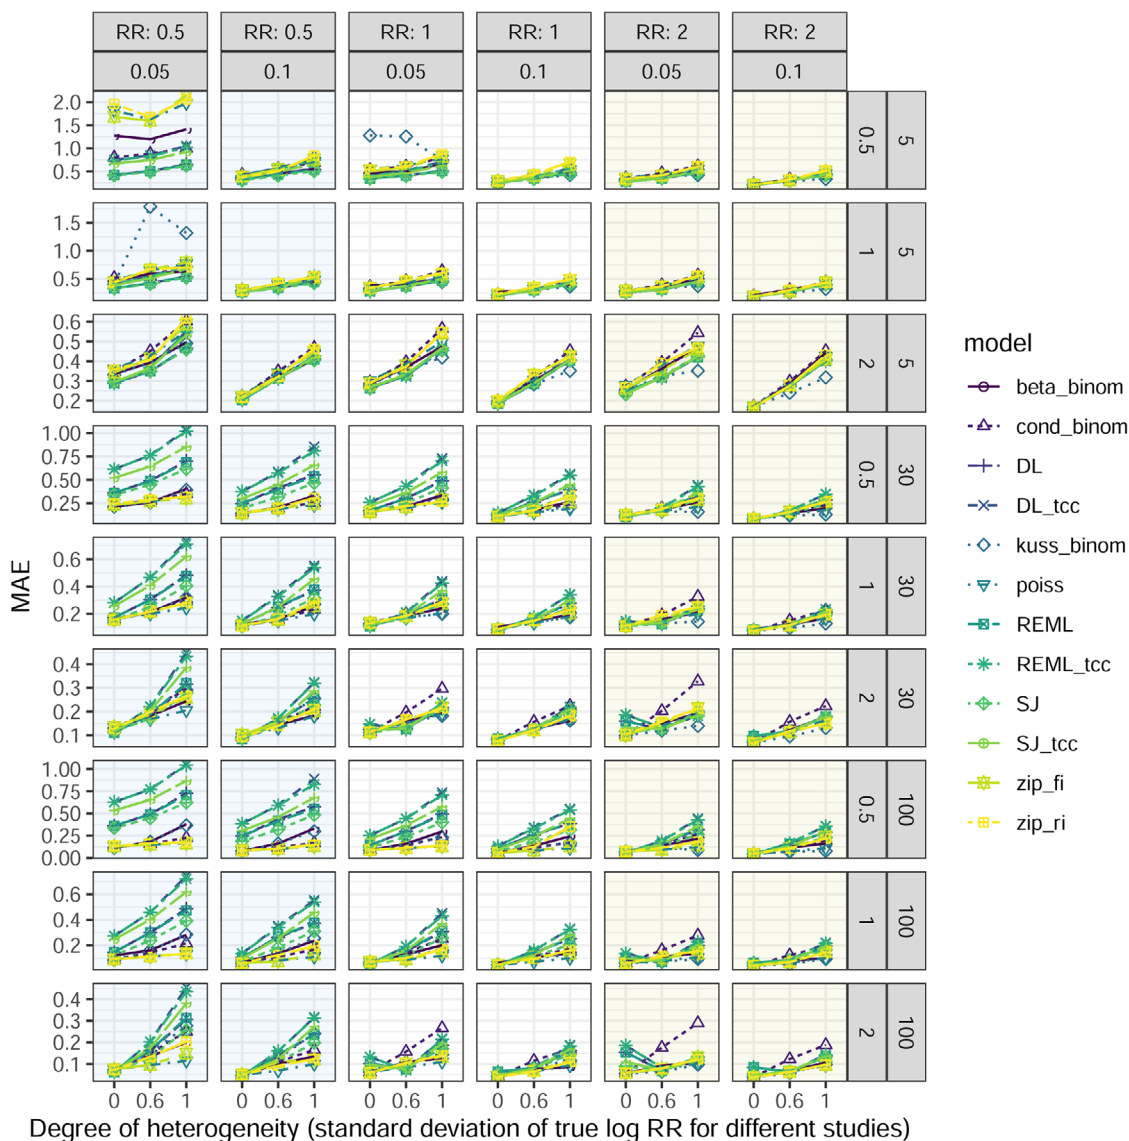 RR: 0.5 RR: 0.5 RR: 1 RR: 1 RR: 2 RR: 2
0.05 0.1 0.05 0.1 0.05 0.1
2.0
1.5
1.0
0.5
0.5 5
1.5
1.0
0.5
1 5
0.6
0.5
0.4
0.3
0.2
2 5
1.00
0.75
0.50
0.25
0.5 30
0.6
0.4
0.2
1 30
0.4
0.3
0.2
0.1
2 30
1.00
0.75
0.50
0.25
0.00
0.5 100
0.6
0.4
0.2
1 100
0.4
0.3
0.2
0.1
2 100
0 0.6 1 0 0.6 1 0 0.6 1 0 0.6 1 0 0.6 1 0 0.6 1
MAE
Degree of heterogeneity (standard deviation of true log RR for different studies)
model
beta_binom
cond_binom
DL
DL_tcc
kuss_binom
poiss
REML
REML_tcc
SJ
SJ_tcc
zip_fi
zip_ri